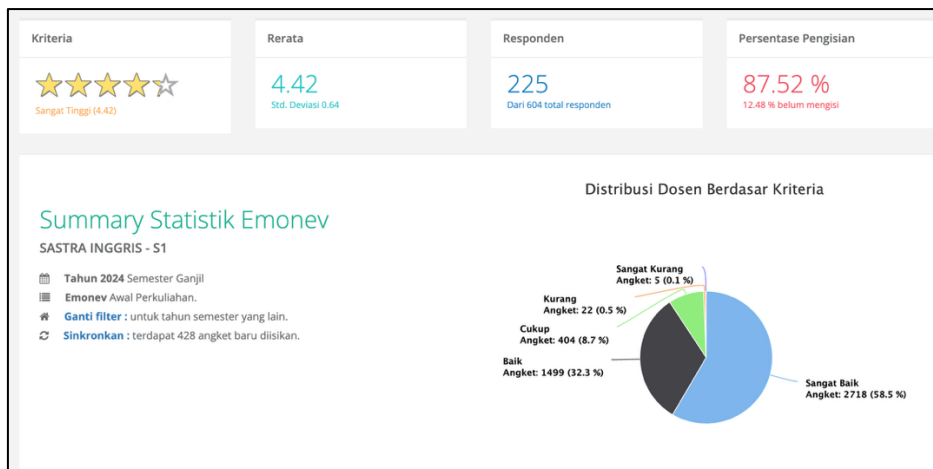 Kriteria
Sangat Tinggi (4.42)
Rerata
4.42
Std. Deviasi 0.64
Responden
225
Dari 604 total responden
Persentase Pengisian
87.52 %
12.48 % belum mengisi
Summary Statistik Emonev
SASTRA INGGRIS - S1
Tahun 2024 Semester Ganjil
Emonev Awal Perkuliahan.
Ganti filter : untuk tahun semester yang lain.
Sinkronkan : terdapat 428 angket baru diisikan.
Distribusi Dosen Berdasar Kriteria
Sangat Kurang
Angket: 5 (0.1 %)
Kurang
Angket: 22 (0.5 %)
Cukup
Angket: 404 (8.7 %)
Baik
Angket: 1499 (32.3 %)
Sangat Baik
Angket: 2718 (58.5 %)